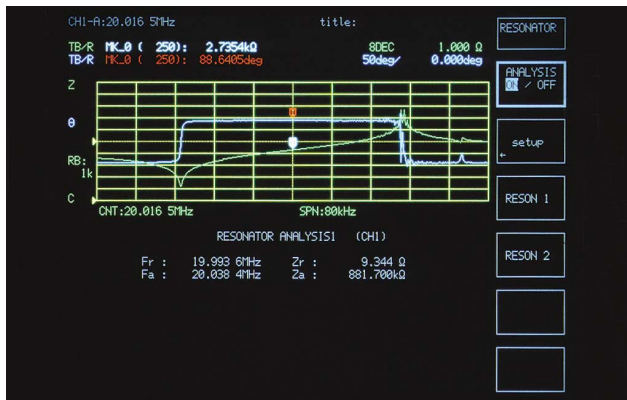 CH1-A:20.016 5MHz title:
TB/R MK_0 ( 250): 2.7354kΩ 8DEC 1.000 Ω
TB/R MK_0 ( 250): 88.6405deg 50deg/ 0.000deg
Z
θ
RB:
1k
C
CNT:20.016 5MHz SPN:80kHz
RESONATOR ANALYSIS1 (CH1)
Fr : 19.993 6MHz Zr : 9.344 Ω
Fa : 20.038 4MHz Za : 881.700kΩ
RESONATOR
ANALYSIS
ON / OFF
setup
←
RESON 1
RESON 2